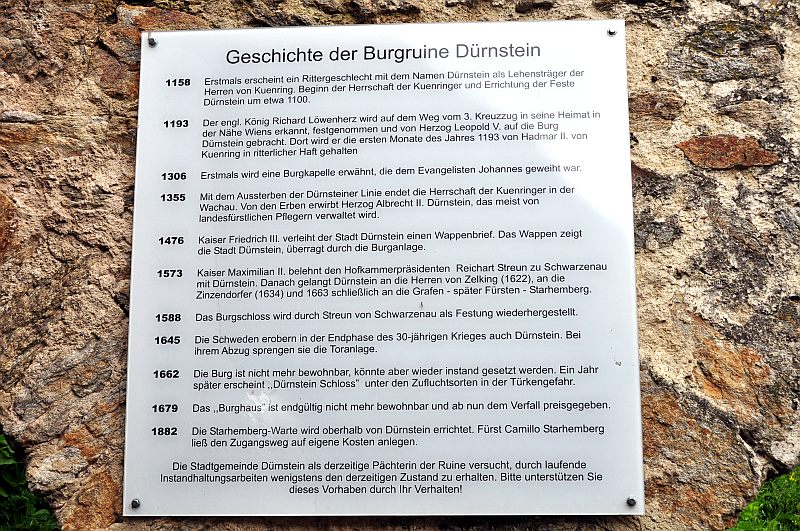 Geschichte der Burgruine Dürnstein
1158 Erstmals erscheint ein Rittergeschlecht mit dem Namen Dürnstein als Lehensträger der
Herren von Kuenring. Beginn der Herrschaft der Kuenringer und Errichtung der Feste
Dürnstein um etwa 1100.
1193 Der engl. König Richard Löwenherz wird auf dem Weg vom 3. Kreuzzug in seine Heimat in
der Nähe Wiens erkannt, festgenommen und von Herzog Leopold V. auf die Burg
Dürnstein gebracht. Dort wird er die ersten Monate des Jahres 1193 von Hadmar II. von
Kuenring in ritterlicher Haft gehalten
1306 Erstmals wird eine Burgkapelle erwähnt, die dem Evangelisten Johannes geweiht war.
1355 Mit dem Aussterben der Dürnsteiner Linie endet die Herrschaft der Kuenringer in der
Wachau. Von den Erben erwirbt Herzog Albrecht II. Dürnstein, das meist von
landesfürstlichen Pflegern verwaltet wird.
1476 Kaiser Friedrich III. verleiht der Stadt Dürnstein einen Wappenbrief. Das Wappen zeigt
die Stadt Dürnstein, überragt durch die Burganlage.
1573 Kaiser Maximilian II. belehnt den Hofkammerpräsidenten Reichart Streun zu Schwarzenau
mit Dürnstein. Danach gelangt Dürnstein an die Herren von Zelking (1622), an die
Zinzendorfer (1634) und 1663 schließlich an die Grafen - später Fürsten - Starhemberg.
1588 Das Burgschloss wird durch Streun von Schwarzenau als Festung wiederhergestellt.
1645 Die Schweden erobern in der Endphase des 30-jährigen Krieges auch Dürnstein. Bei
ihrem Abzug sprengen sie die Toranlage.
1662 Die Burg ist nicht mehr bewohnbar, könnte aber wieder instand gesetzt werden. Ein Jahr
später erscheint ,,Dürnstein Schloss" unter den Zufluchtsorten in der Türkengefahr.
1679 Das ,,Burghaus" ist endgültig nicht mehr bewohnbar und ab nun dem Verfall preisgegeben.
1882 Die Starhemberg-Warte wird oberhalb von Dürnstein errichtet. Fürst Camillo Starhemberg
ließ den Zugangsweg auf eigene Kosten anlegen.
Die Stadtgemeinde Dürnstein als derzeitige Pächterin der Ruine versucht, durch laufende
Instandhaltungsarbeiten wenigstens den derzeitigen Zustand zu erhalten. Bitte unterstützen Sie
dieses Vorhaben durch Ihr Verhalten!